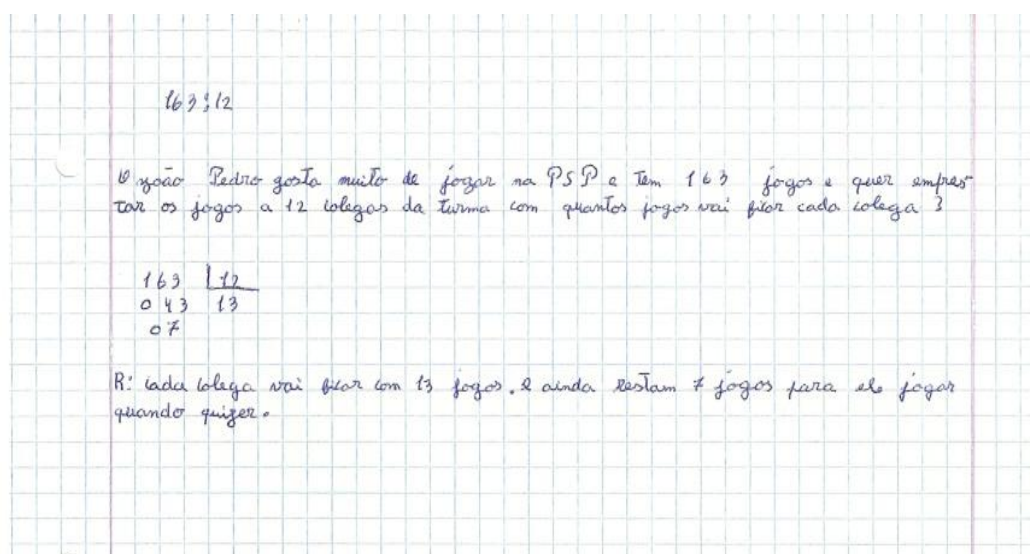 163:12
O João Pedro gosta muito de jogar na PSP e tem 163 jogos e quer empres-
tar os jogos a 12 colegas da turma com quantos jogos vai ficar cada colega ?
163 12
043 13
07
R: cada colega vai ficar com 13 jogos. e ainda restam 7 jogos para ele jogar
quando quizer.